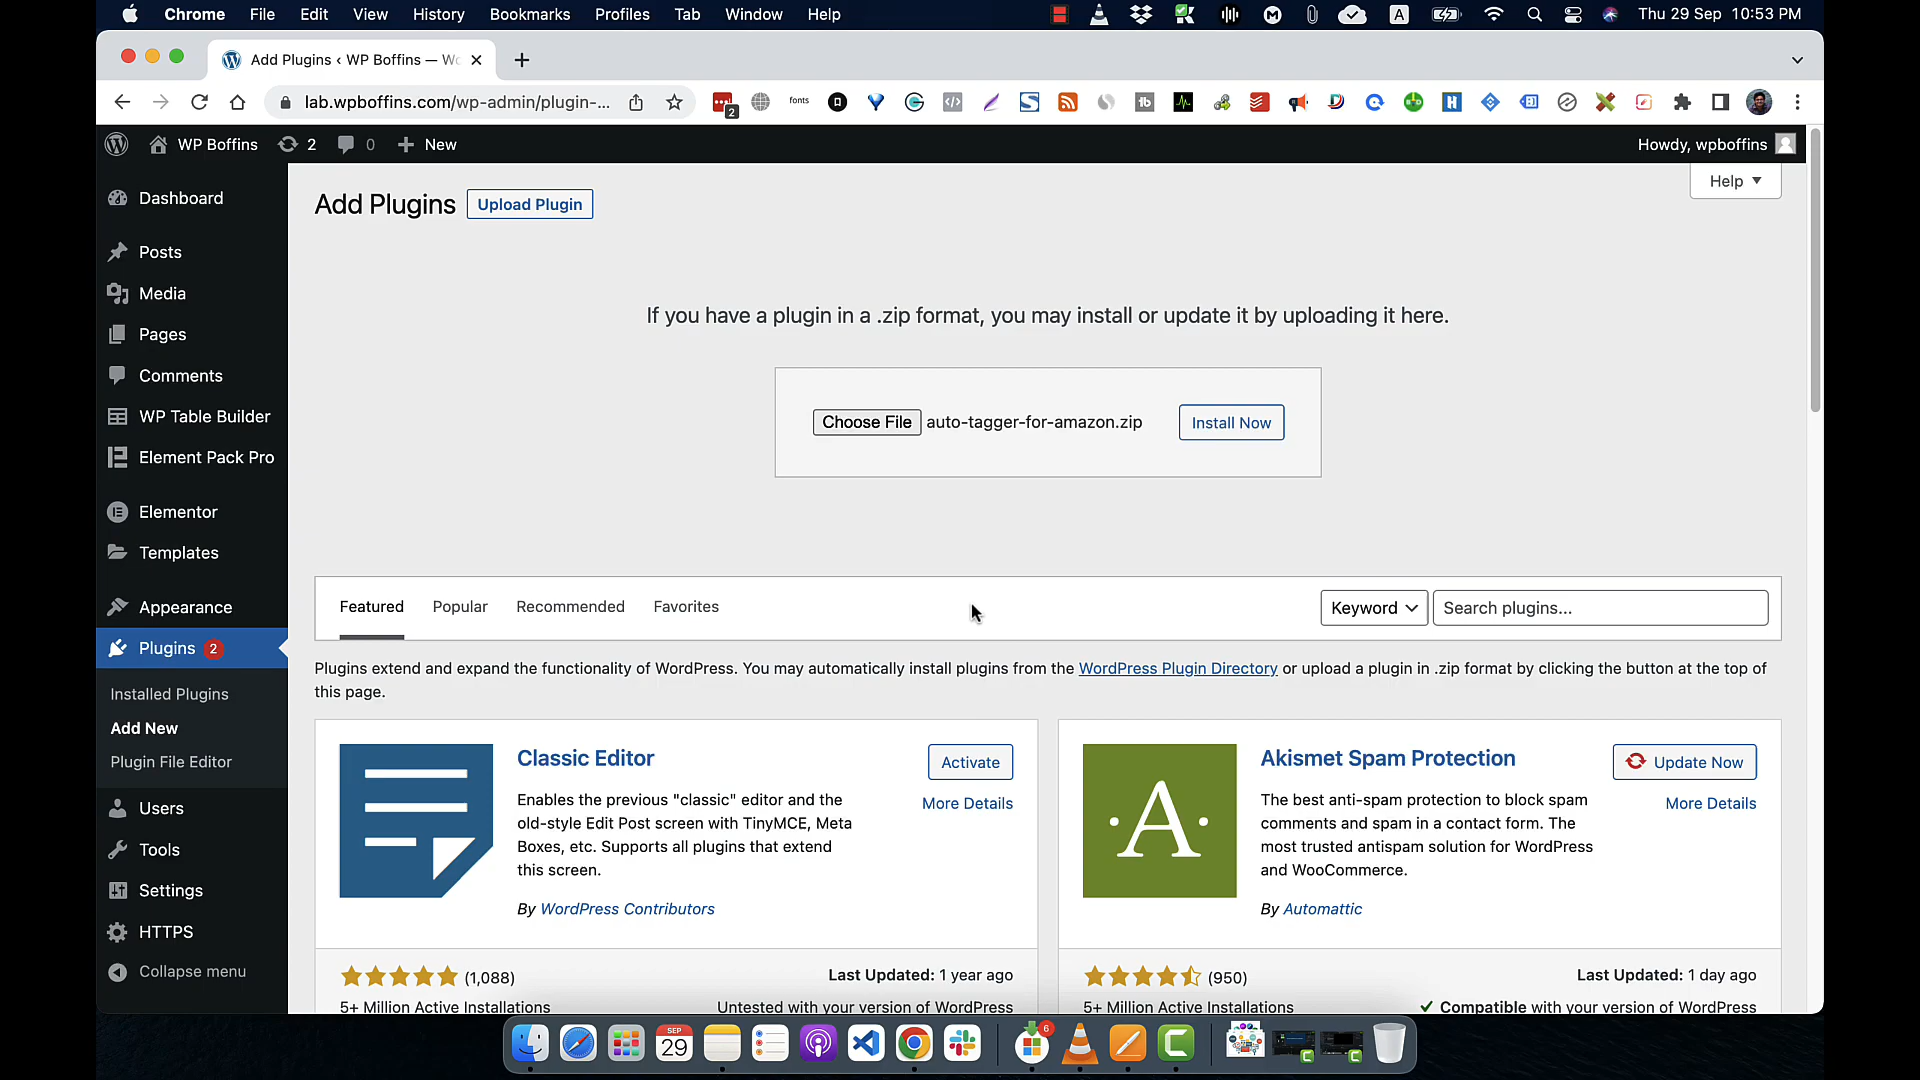 Chrome File Edit View History Bookmarks Profiles Tab Window Help A Thu 29 Sep 10:53 PM
Add Plugins ‹ WP Boffins — Wo
lab.wpboffins.com/wp-admin/plugin-... 2 fonts
WP Boffins 2 0 New Howdy, wpboffins
Help
Dashboard
Posts
Media
Pages
Comments
WP Table Builder
Element Pack Pro
Elementor
Templates
Appearance
Plugins 2
Installed Plugins
Add New
Plugin File Editor
Users
Tools
Settings
HTTPS
Collapse menu
Add Plugins Upload Plugin
If you have a plugin in a .zip format, you may install or update it by uploading it here.
Choose File auto-tagger-for-amazon.zip Install Now
Featured Popular Recommended Favorites Keyword Search plugins...
Plugins extend and expand the functionality of WordPress. You may automatically install plugins from the WordPress Plugin Directory or upload a plugin in .zip format by clicking the button at the top of
this page.
Classic Editor
Activate
More Details
Enables the previous "classic" editor and the
old-style Edit Post screen with TinyMCE, Meta
Boxes, etc. Supports all plugins that extend
this screen.
By WordPress Contributors
(1,088) Last Updated: 1 year ago
5+ Million Active Installations Untested with your version of WordPress
A
Akismet Spam Protection
Update Now
More Details
The best anti-spam protection to block spam
comments and spam in a contact form. The
most trusted antispam solution for WordPress
and WooCommerce.
By Automattic
(950) Last Updated: 1 day ago
5+ Million Active Installations Compatible with your version of WordPress
SEP
29
6